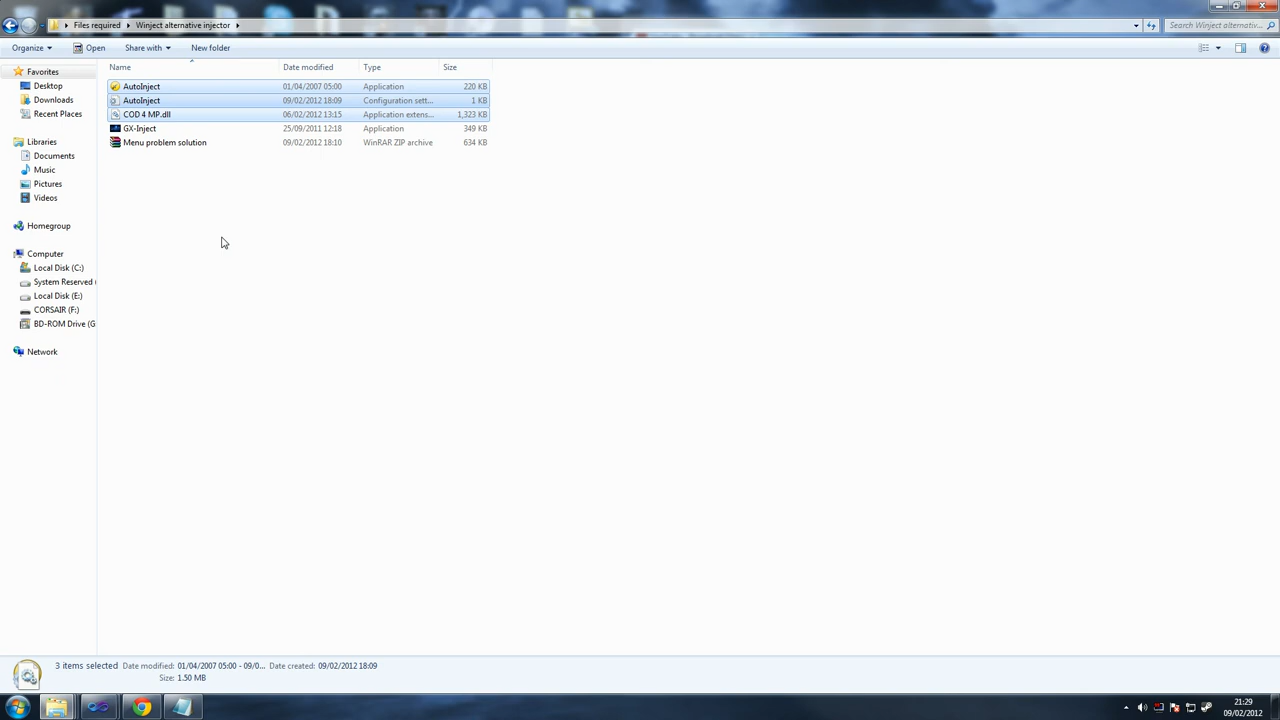 Files required Winject alternative injector Search Winject alternativ...
Organize Open Share with New folder
Name Date modified Type Size
Favorites
Desktop
Downloads
Recent Places
Libraries
Documents
Music
Pictures
Videos
Homegroup
Computer
Local Disk (C:)
System Reserved (
Local Disk (E:)
CORSAIR (F:)
BD-ROM Drive (G
Network
AutoInject 01/04/2007 05:00 Application 220 KB
AutoInject 09/02/2012 18:09 Configuration sett... 1 KB
COD 4 MP.dll 06/02/2012 13:15 Application extens... 1,323 KB
GX-Inject 25/09/2011 12:18 Application 349 KB
Menu problem solution 09/02/2012 18:10 WinRAR ZIP archive 634 KB
3 items selected Date modified: 01/04/2007 05:00 - 09/0... Date created: 09/02/2012 18:09
Size: 1.50 MB
21:29
09/02/2012